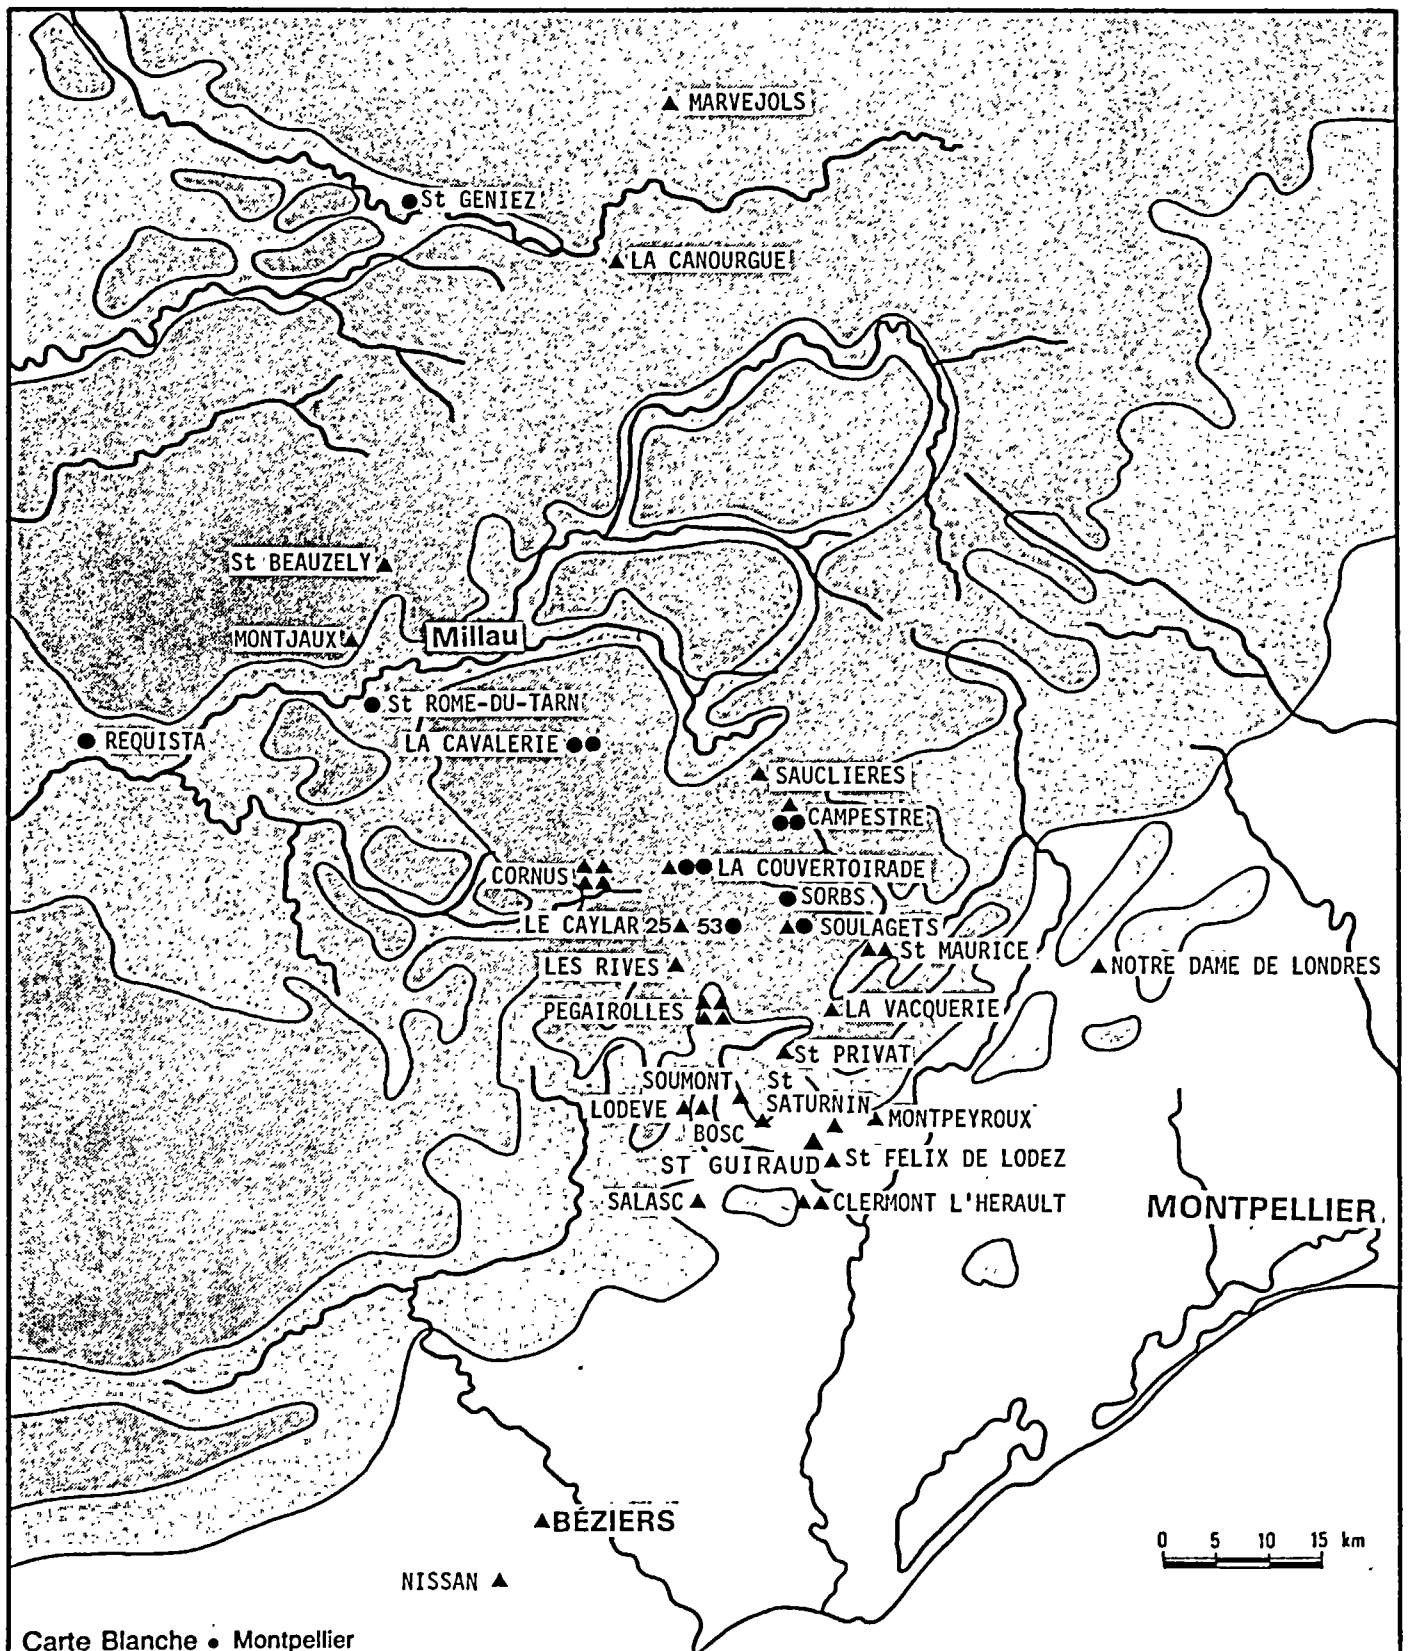 MARVEJOLS
St GENIEZ
LA CANOURGUE
St BEAUZELY
MONTJAUX
Millau
St ROME-DU-TARN
REQUISTA
LA CAVALERIE
SAUCLIERES
CAMPESTRE
CORNUS
LA COUVERTOIRADE
SORBS
LE CAYLAR 25 53
SOULAGETS
St MAURICE
LES RIVES
NOTRE DAME DE LONDRES
PEGAIROLLES
LA VACQUERIE
St PRIVAT
SOUMONT
St
SATURNIN
LODEVE
BOSC
MONTPEYROUX
ST GUIRAUD
St FELIX DE LODEZ
SALASC
CLERMONT L'HERAULT
MONTPELLIER
BÉZIERS
0 5 10 15 km
NISSAN
Carte Blanche • Montpellier